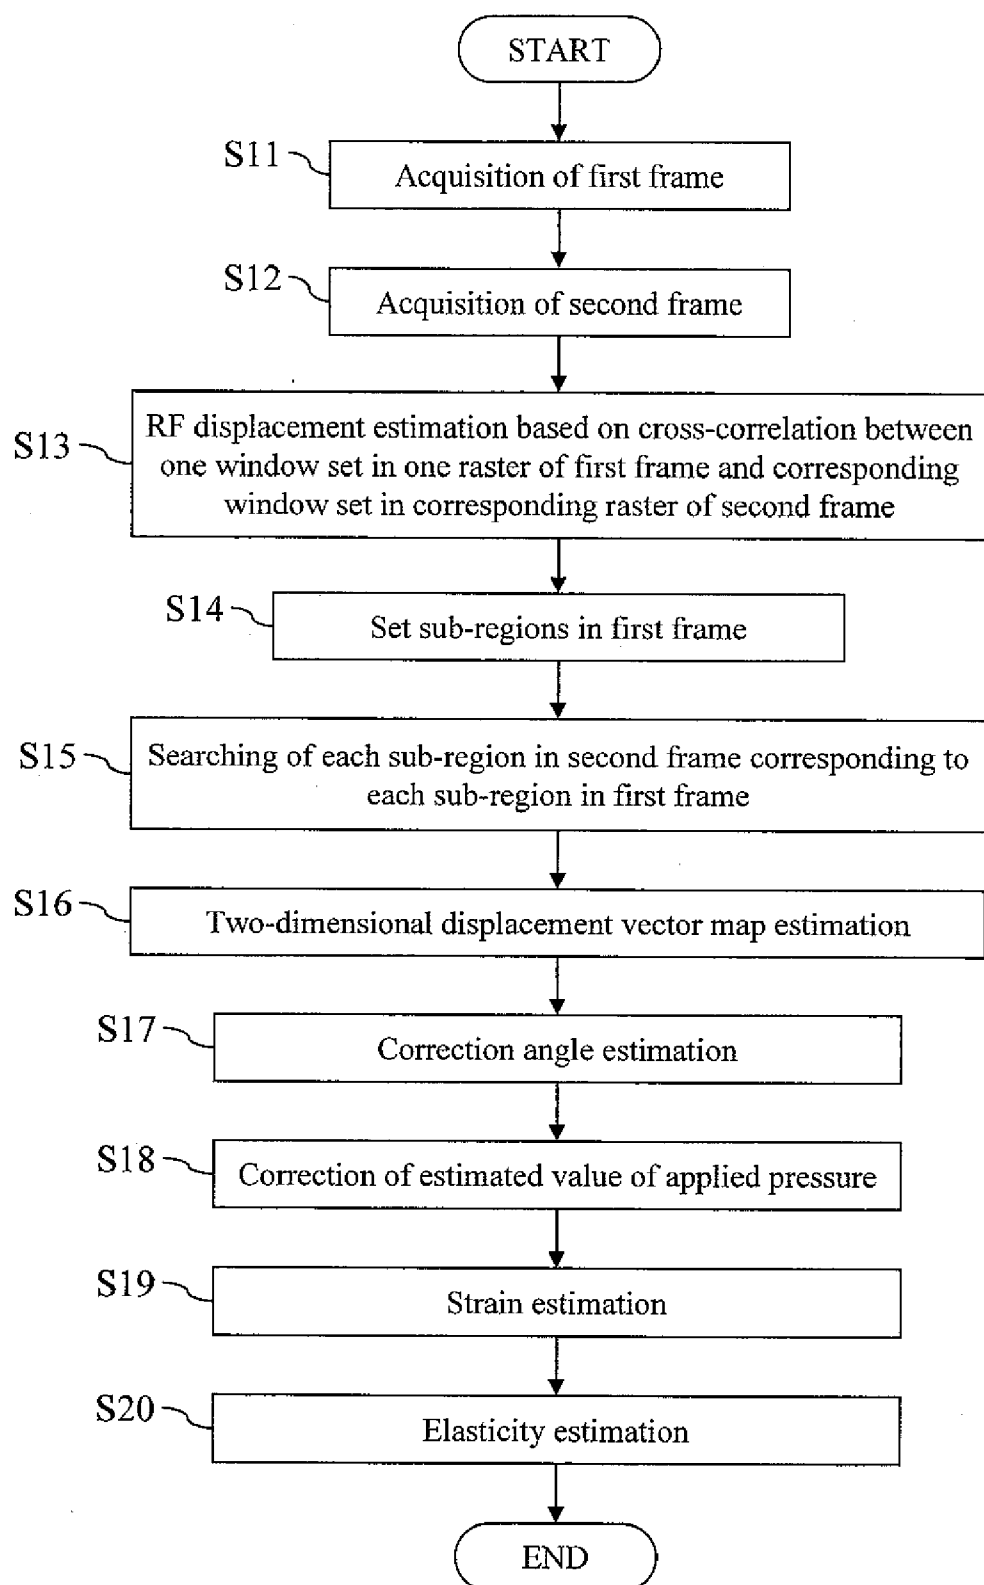 START
S11
Acquisition of first frame
S12
Acquisition of second frame
S13
RF displacement estimation based on cross-correlation between
one window set in one raster of first frame and corresponding
window set in corresponding raster of second frame
S14
Set sub-regions in first frame
S15
Searching of each sub-region in second frame corresponding to
each sub-region in first frame
S16
Two-dimensional displacement vector map estimation
S17
Correction angle estimation
S18
Correction of estimated value of applied pressure
S19
Strain estimation
S20
Elasticity estimation
END